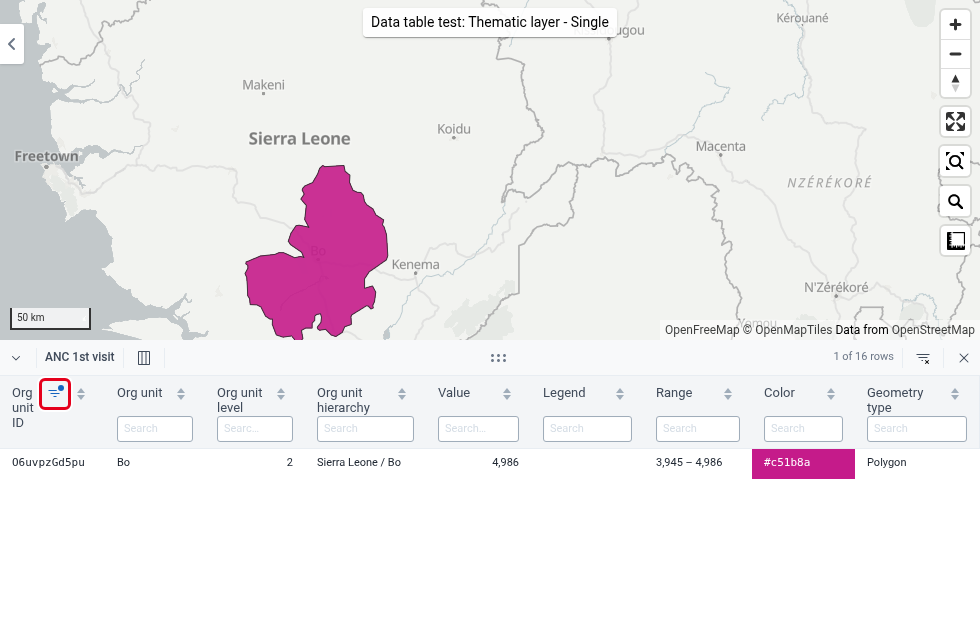 Data table test: Thematic layer - Single
Kérouané
Makeni
Sierra Leone
Koidu
Freetown
Macenta
NZÉRÉKORÉ
Bo
Kenema
N'Zérékoré
50 km
OpenFreeMap © OpenMapTiles Data from OpenStreetMap
ANC 1st visit
1 of 16 rows
Org unit ID
Org unit
Org unit level
Org unit hierarchy
Value
Legend
Range
Color
Geometry type
Search
Searc…
Search
Search…
Search
Search
Search
Search
O6uvpzGd5pu
Bo
2
Sierra Leone / Bo
4,986
3,945 – 4,986
#c51b8a
Polygon